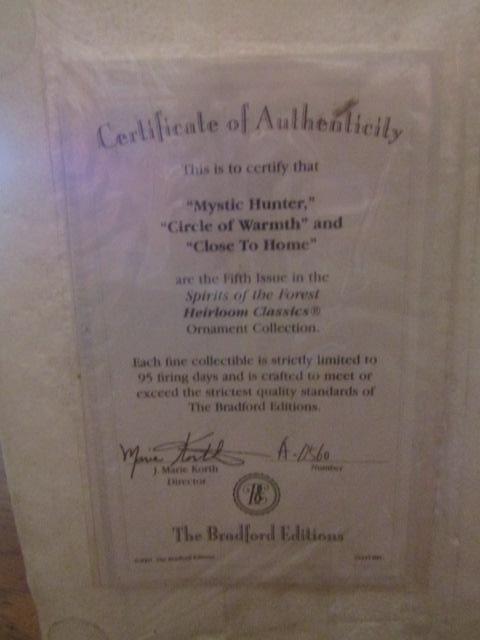 Certificate of Authenticity
This is to certify that
"Mystic Hunter,"
"Circle of Warmth" and
"Close To Home"
are the Fifth Issue in the
Spirits of the Forest
Heirloom Classics®
Ornament Collection.
Each fine collectible is strictly limited to
95 firing days and is crafted to meet or
exceed the strictest quality standards of
The Bradford Editions.
J. Marie Korth
Director
Number
The Bradford Editions
The Bradford Editions